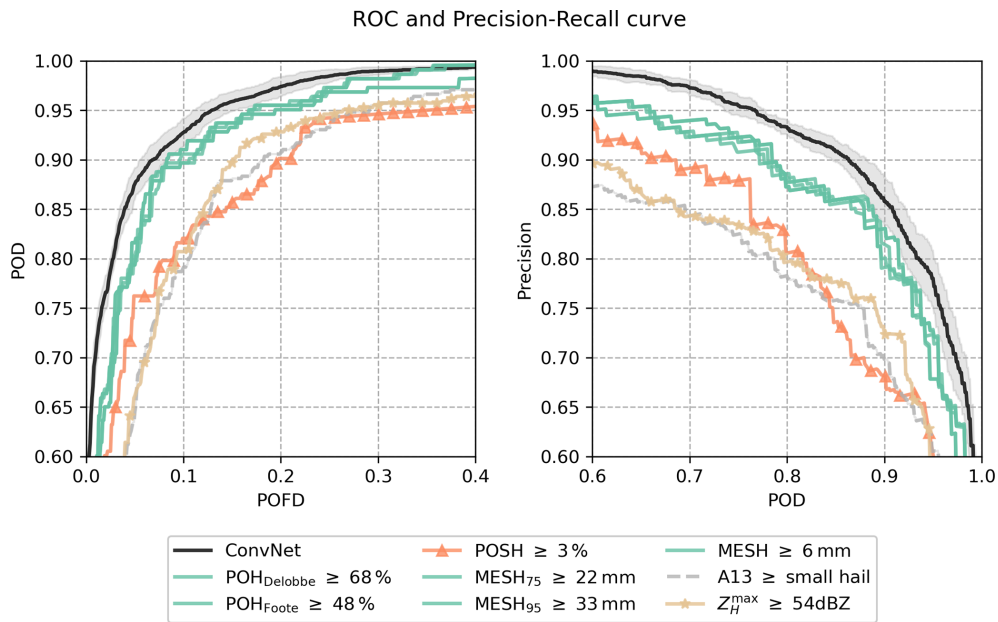 ROC and Precision-Recall curve
1.00
0.95
0.90
0.85
0.80
0.75
0.70
0.65
0.60
POD
0.0 0.1 0.2 0.3 0.4
POFD
1.00
0.95
0.90
0.85
0.80
0.75
0.70
0.65
0.60
Precision
0.6 0.7 0.8 0.9 1.0
POD
ConvNet
POH_Delobbe ≥ 68 %
POH_Foote ≥ 48 %
POSH ≥ 3 %
MESH_75 ≥ 22 mm
MESH_95 ≥ 33 mm
MESH ≥ 6 mm
A13 ≥ small hail
Z_H^max ≥ 54dBZ